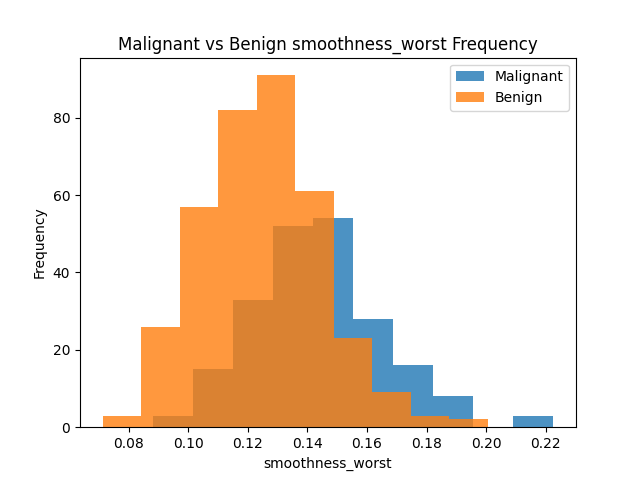 Malignant vs Benign smoothness_worst Frequency
Malignant
Benign
80
60
40
20
0
Frequency
0.08 0.10 0.12 0.14 0.16 0.18 0.20 0.22
smoothness_worst